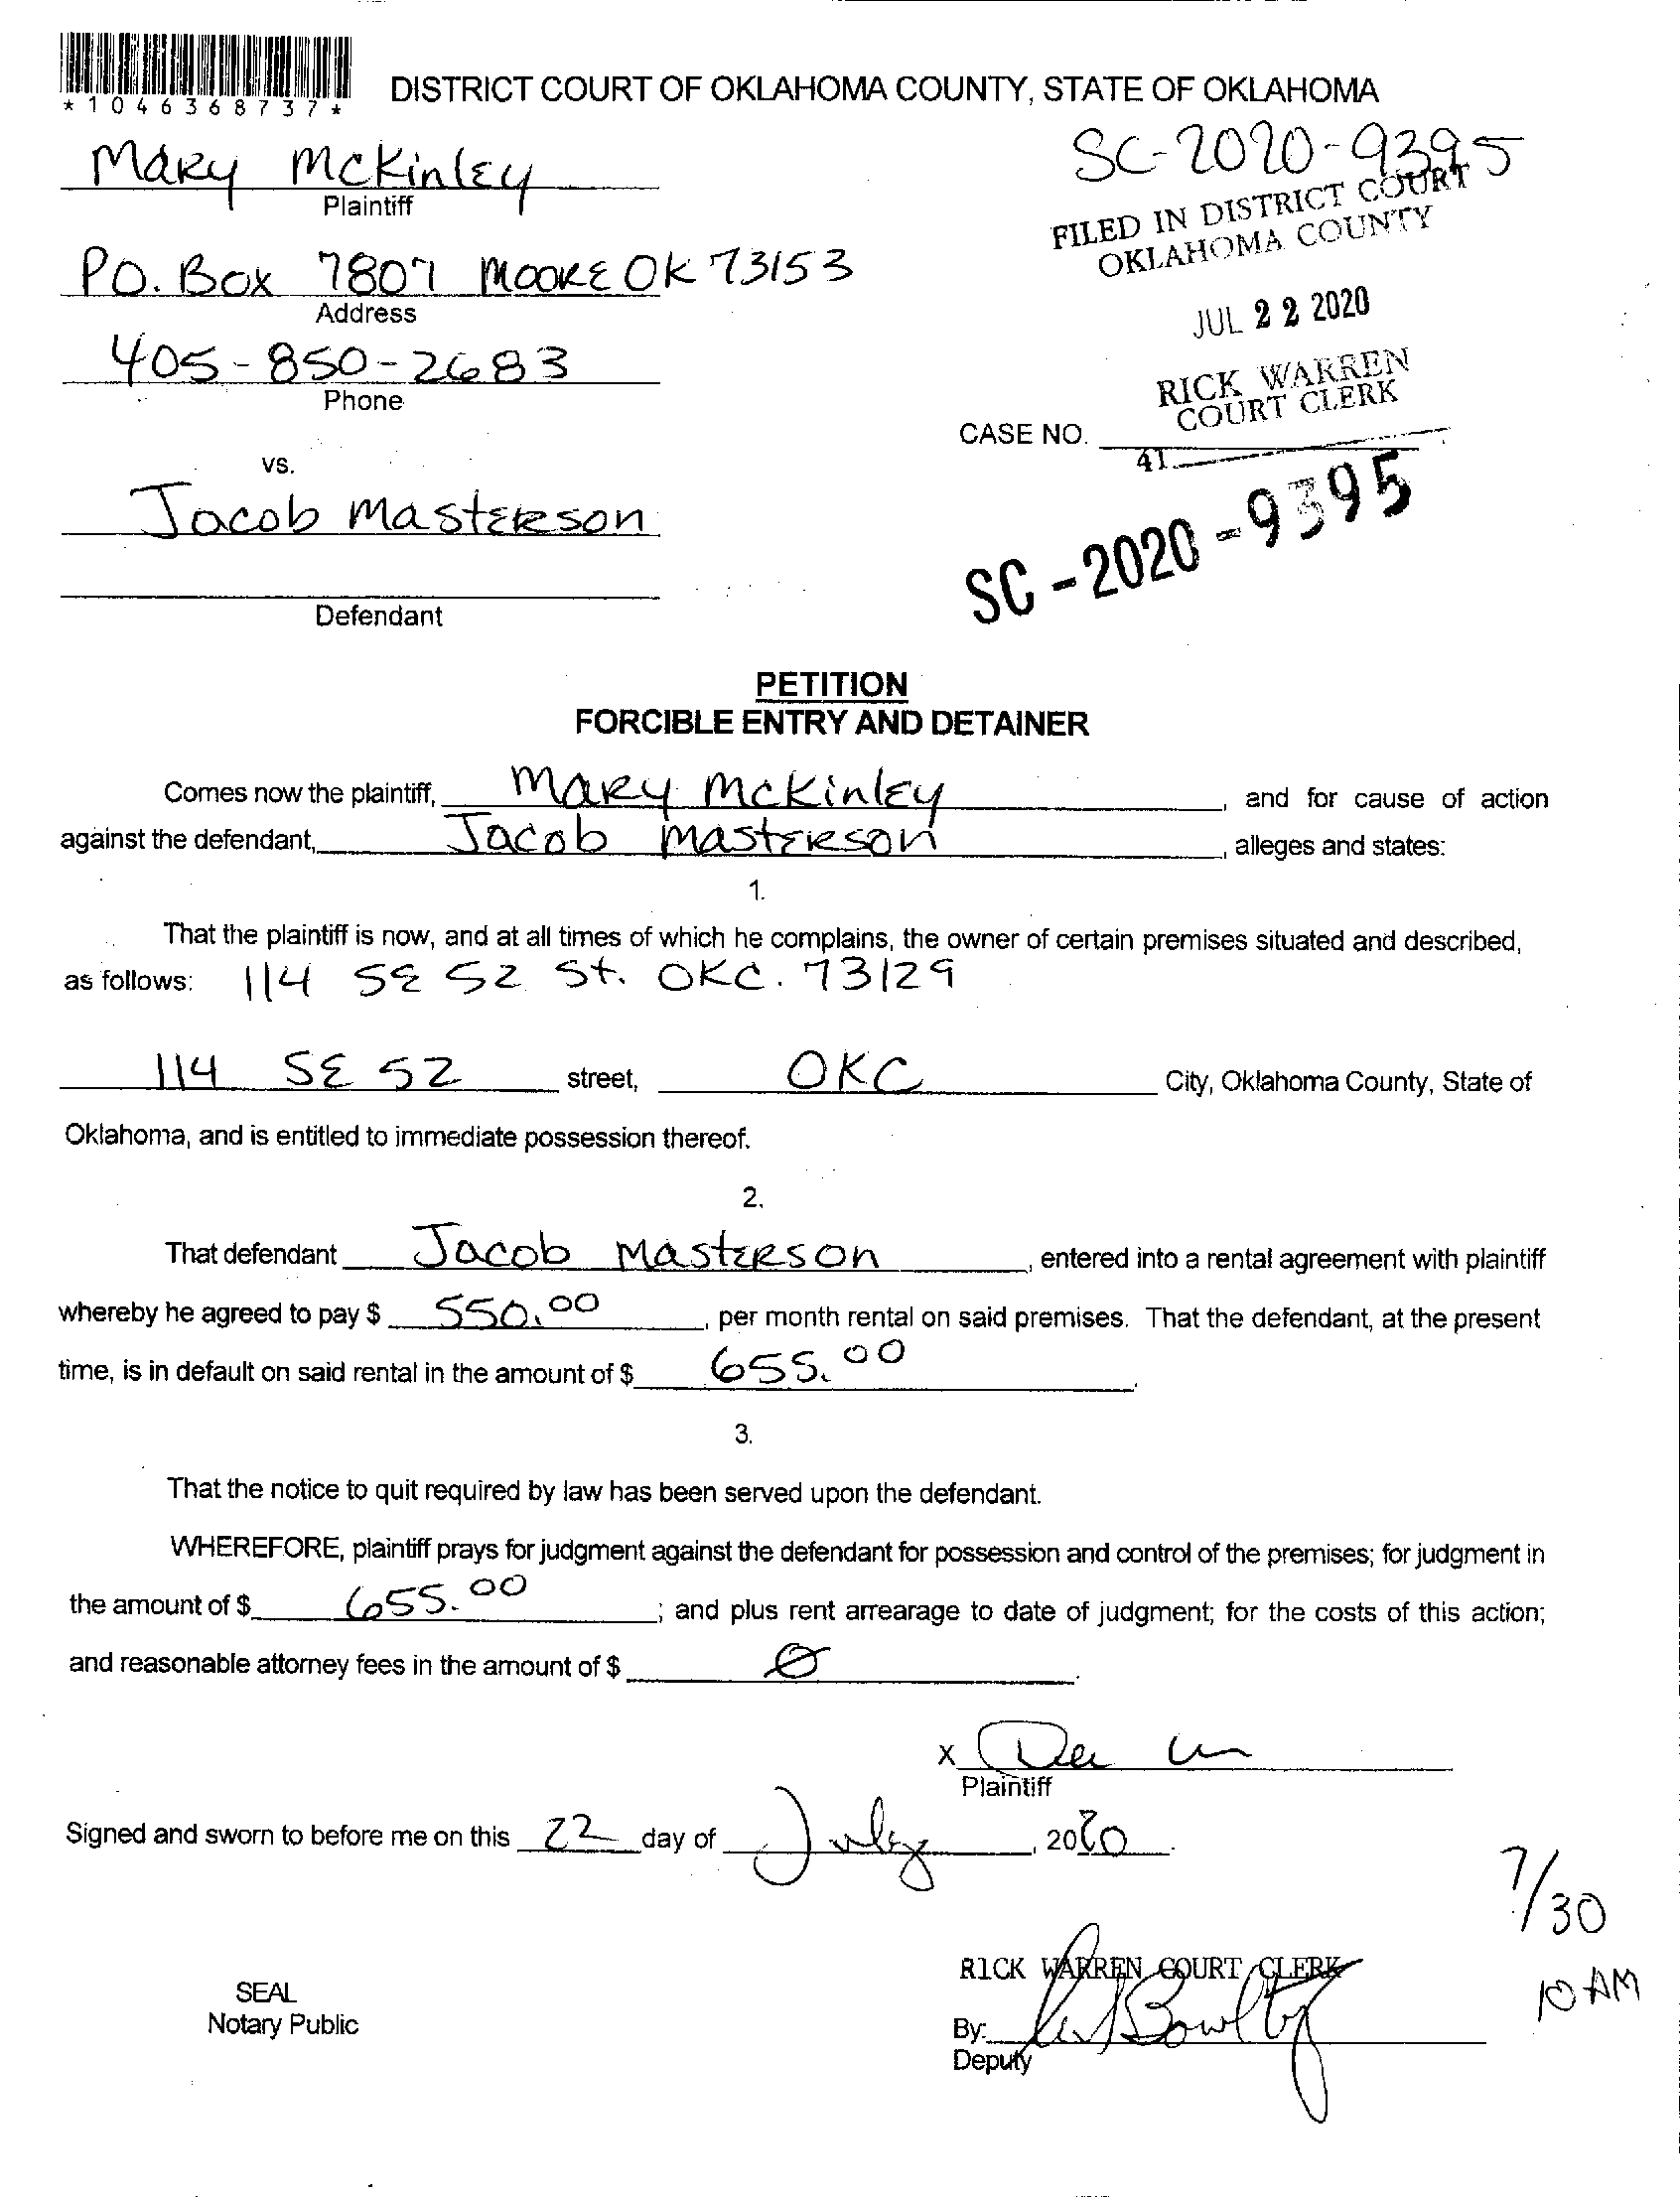 *1046368737*
DISTRICT COURT OF OKLAHOMA COUNTY, STATE OF OKLAHOMA
Mary McKinley
Plaintiff
SC-2020-9395
FILED IN DISTRICT COURT
OKLAHOMA COUNTY
P.O. Box 7807 Moore OK 73153
Address
JUL 22 2020
405-850-2683
Phone
RICK WARREN
COURT CLERK
CASE NO.
41
vs.
Jacob Masterson
SC-2020-9395
Defendant
PETITION
FORCIBLE ENTRY AND DETAINER
Comes now the plaintiff, Mary McKinley, and for cause of action
against the defendant, Jacob Masterson, alleges and states:
1.
That the plaintiff is now, and at all times of which he complains, the owner of certain premises situated and described,
as follows: 114 SE 52 St. OKC. 73129
114 SE 52 street, OKC City, Oklahoma County, State of
Oklahoma, and is entitled to immediate possession thereof.
2.
That defendant Jacob Masterson, entered into a rental agreement with plaintiff
whereby he agreed to pay $ 550.00, per month rental on said premises. That the defendant, at the present
time, is in default on said rental in the amount of $ 655.00.
3.
That the notice to quit required by law has been served upon the defendant.
WHEREFORE, plaintiff prays for judgment against the defendant for possession and control of the premises; for judgment in
the amount of $ 655.00; and plus rent arrearage to date of judgment; for the costs of this action;
and reasonable attorney fees in the amount of $ Ø.
X
Plaintiff
Signed and sworn to before me on this 22 day of July, 2020.
7/30
10 AM
RICK WARREN COURT CLERK
SEAL
Notary Public
By:
Deputy